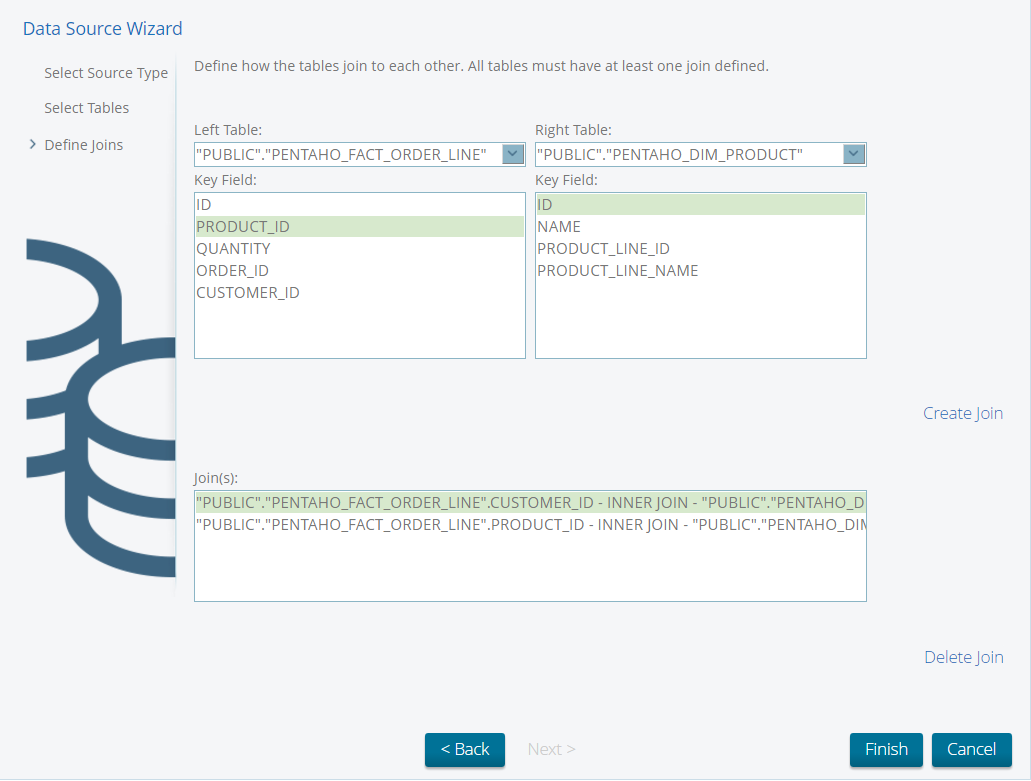 Data Source Wizard
Select Source Type
Select Tables
Define Joins
Define how the tables join to each other. All tables must have at least one join defined.
Left Table:
Right Table:
"PUBLIC"."PENTAHO_FACT_ORDER_LINE"
"PUBLIC"."PENTAHO_DIM_PRODUCT"
Key Field:
Key Field:
ID
PRODUCT_ID
QUANTITY
ORDER_ID
CUSTOMER_ID
ID
NAME
PRODUCT_LINE_ID
PRODUCT_LINE_NAME
Create Join
Join(s):
"PUBLIC"."PENTAHO_FACT_ORDER_LINE".CUSTOMER_ID - INNER JOIN - "PUBLIC"."PENTAHO_D
"PUBLIC"."PENTAHO_FACT_ORDER_LINE".PRODUCT_ID - INNER JOIN - "PUBLIC"."PENTAHO_DIM
Delete Join
< Back
Next >
Finish
Cancel